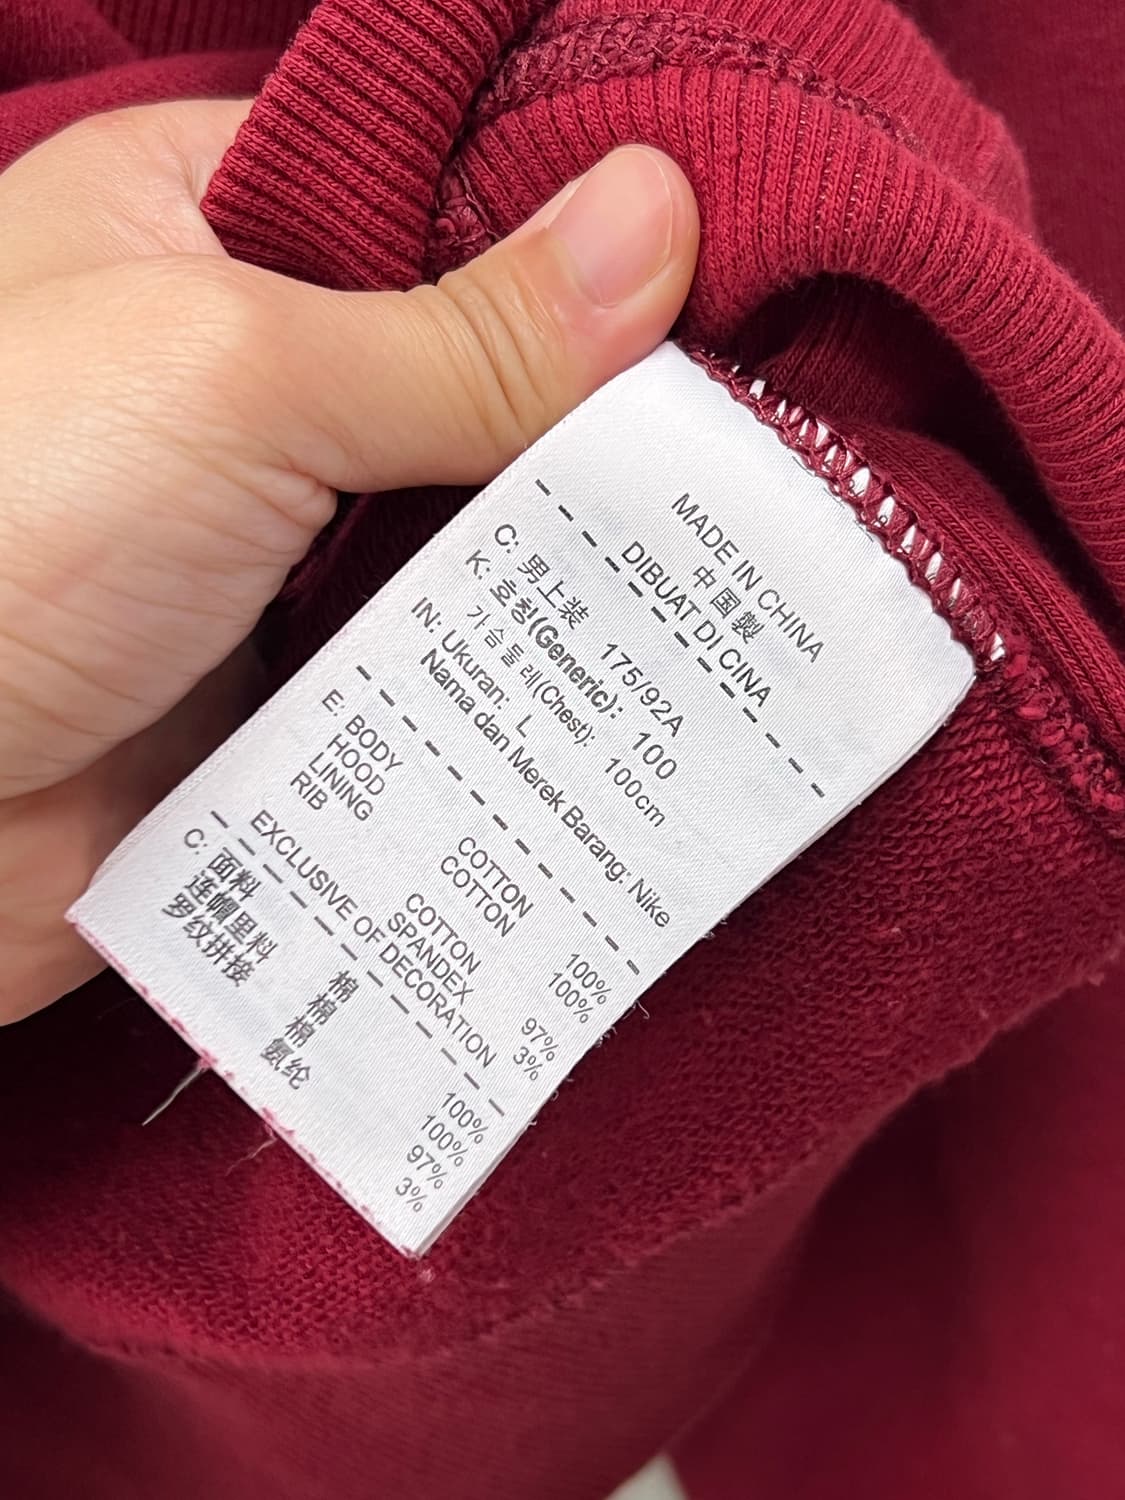 MADE IN CHINA
中国製
DIBUAT DI CINA
C: 男上装 175/92A
K: 호칭(Generic): 100
가슴둘레(Chest): 100cm
IN: Ukuran: L
Nama dan Merek Barang: Nike
E: BODY COTTON 100%
HOOD LINING COTTON 100%
RIB COTTON 97%
SPANDEX 3%
EXCLUSIVE OF DECORATION
C: 面料 棉 100%
连帽里料 棉 100%
罗纹拼接 棉 97%
氨纶 3%